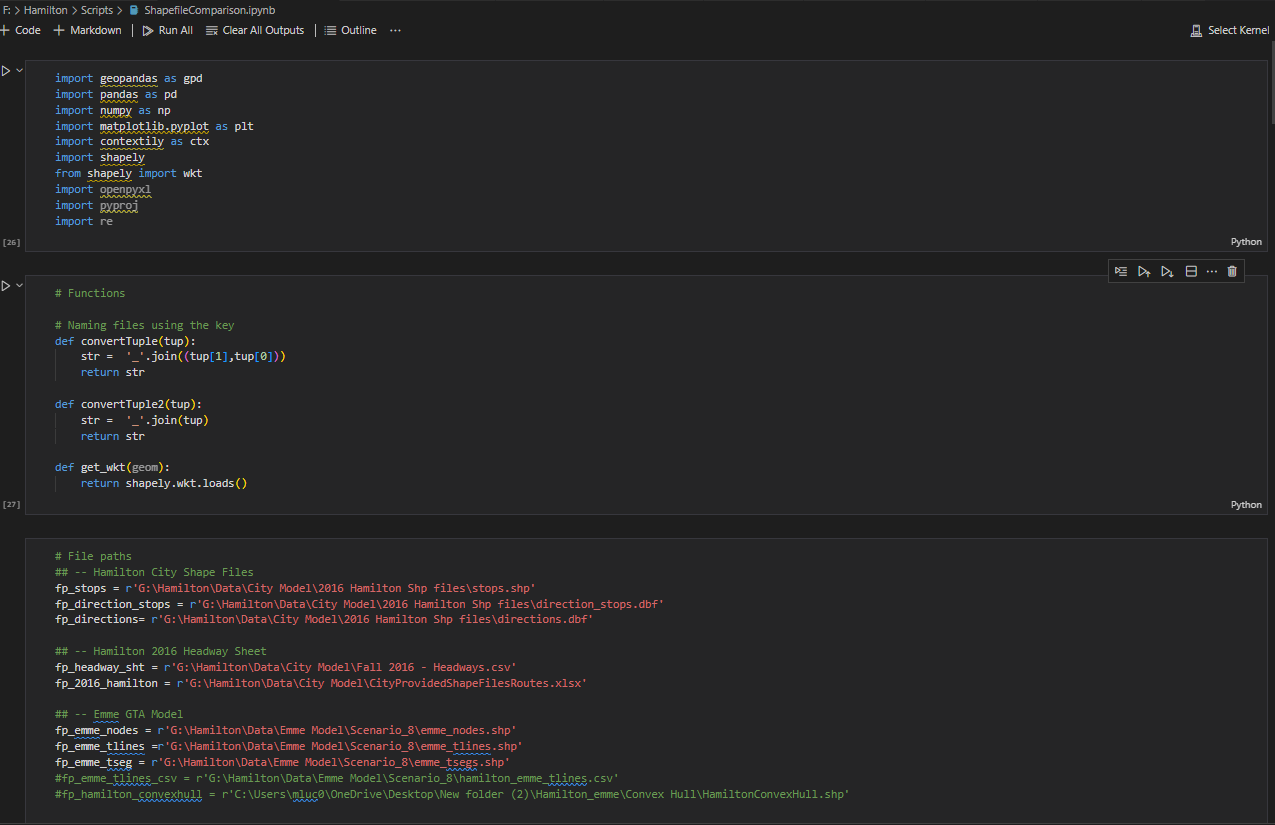 F: > Hamilton > Scripts > ShapefileComparison.ipynb
+ Code + Markdown | Run All Clear All Outputs | Outline ··· Select Kernel
import geopandas as gpd
import pandas as pd
import numpy as np
import matplotlib.pyplot as plt
import contextily as ctx
import shapely
from shapely import wkt
import openpyxl
import pyproj
import re
[26] Python
# Functions
# Naming files using the key
def convertTuple(tup):
    str =  '_'.join((tup[1],tup[0]))
    return str
def convertTuple2(tup):
    str =  '_'.join(tup)
    return str
def get_wkt(geom):
    return shapely.wkt.loads()
[27] Python
# File paths
## -- Hamilton City Shape Files
fp_stops = r'G:\Hamilton\Data\City Model\2016 Hamilton Shp files\stops.shp'
fp_direction_stops = r'G:\Hamilton\Data\City Model\2016 Hamilton Shp files\direction_stops.dbf'
fp_directions= r'G:\Hamilton\Data\City Model\2016 Hamilton Shp files\directions.dbf'
## -- Hamilton 2016 Headway Sheet
fp_headway_sht = r'G:\Hamilton\Data\City Model\Fall 2016 - Headways.csv'
fp_2016_hamilton = r'G:\Hamilton\Data\City Model\CityProvidedShapeFilesRoutes.xlsx'
## -- Emme GTA Model
fp_emme_nodes = r'G:\Hamilton\Data\Emme Model\Scenario_8\emme_nodes.shp'
fp_emme_tlines =r'G:\Hamilton\Data\Emme Model\Scenario_8\emme_tlines.shp'
fp_emme_tseg = r'G:\Hamilton\Data\Emme Model\Scenario_8\emme_tsegs.shp'
#fp_emme_tlines_csv = r'G:\Hamilton\Data\Emme Model\Scenario_8\hamilton_emme_tlines.csv'
#fp_hamilton_convexhull = r'C:\Users\mluc0\OneDrive\Desktop\New folder (2)\Hamilton_emme\Convex Hull\HamiltonConvexHull.shp'